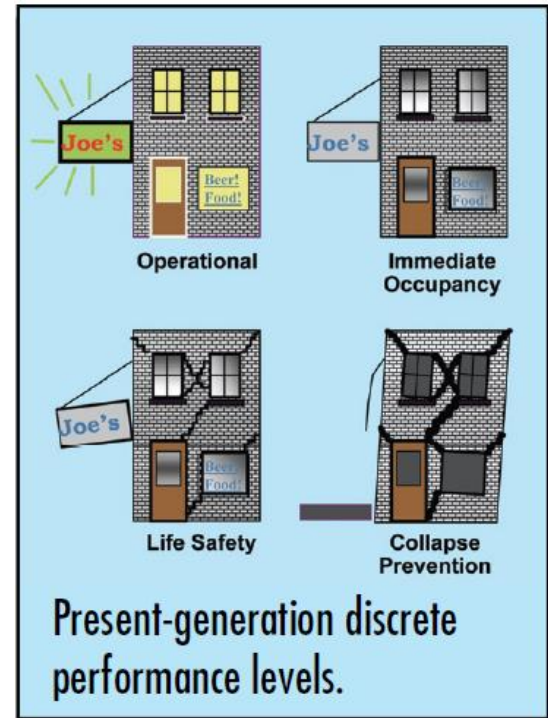 Joe's
Beer!
Food!
Operational
Joe's
Beer!
Food!
Immediate
Occupancy
Joe's
Beer!
Food!
Life Safety
Collapse
Prevention
Present-generation discrete
performance levels.